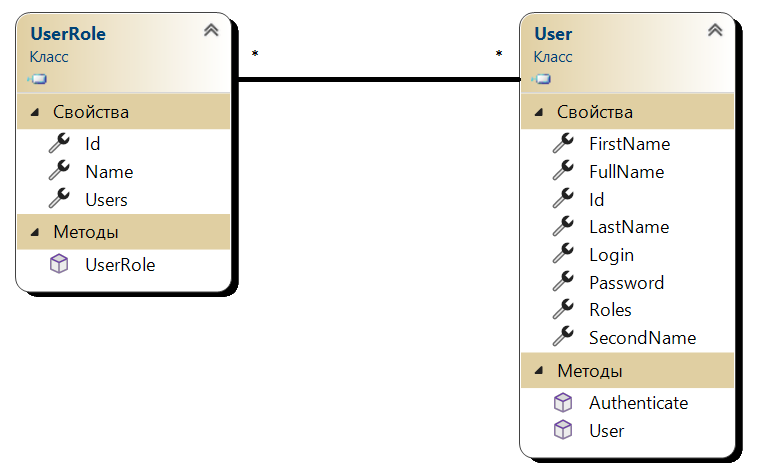 UserRole
Класс
Свойства
Id
Name
Users
Методы
UserRole
*
*
User
Класс
Свойства
FirstName
FullName
Id
LastName
Login
Password
Roles
SecondName
Методы
Authenticate
User